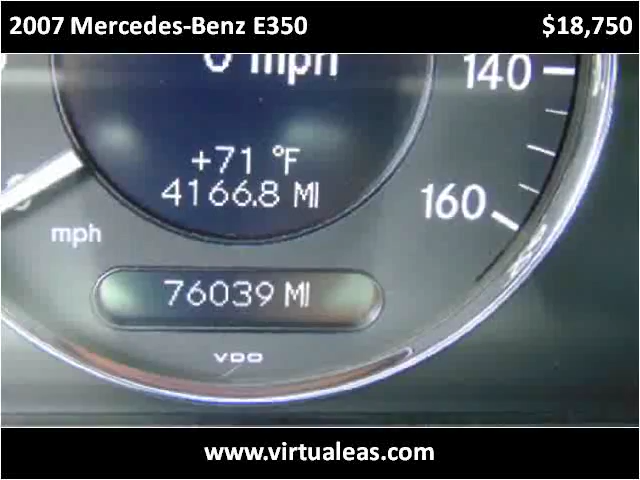 2007 Mercedes-Benz E350 $18,750
0 mph
140
+71 °F
4166.8 MI
160
mph
76039 MI
VDO
www.virtualeas.com